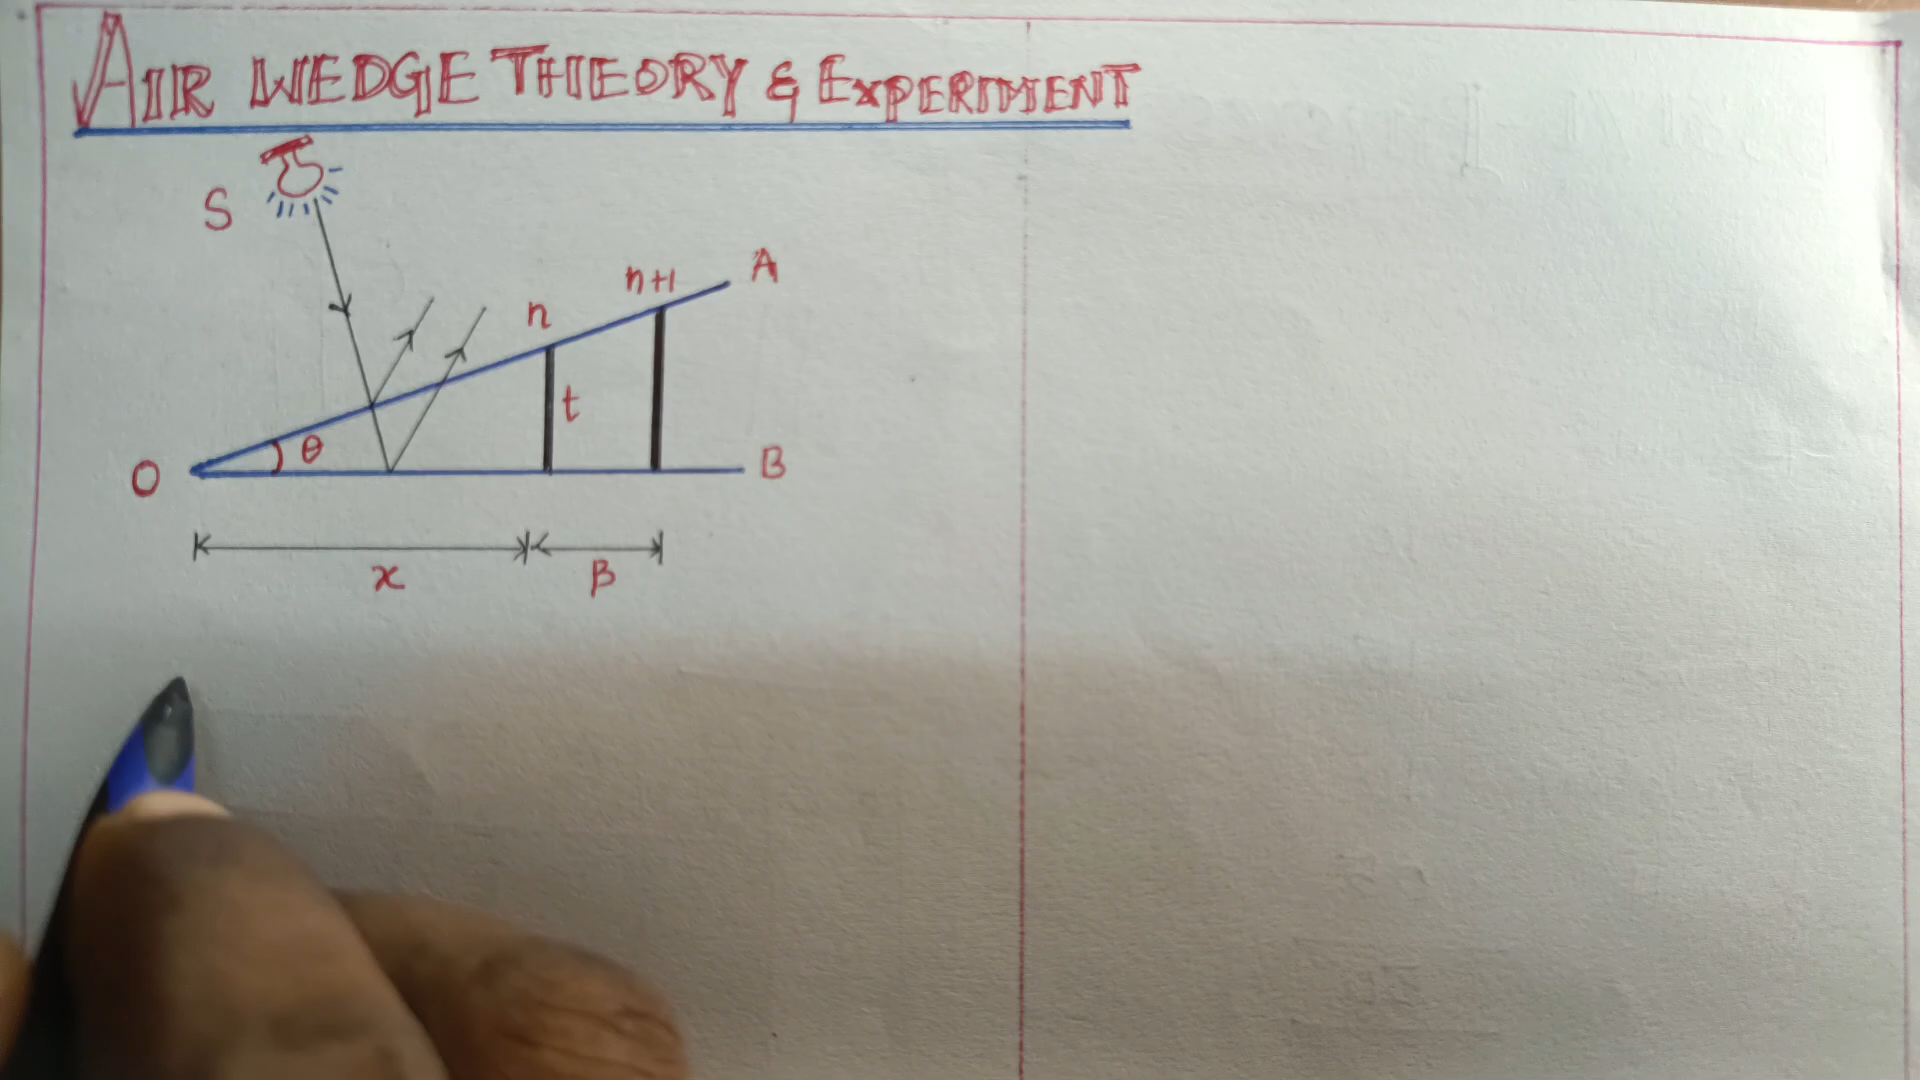 AIR WEDGE THEORY & EXPERIMENT
S
A
n+1
n
t
θ
O
B
x
β